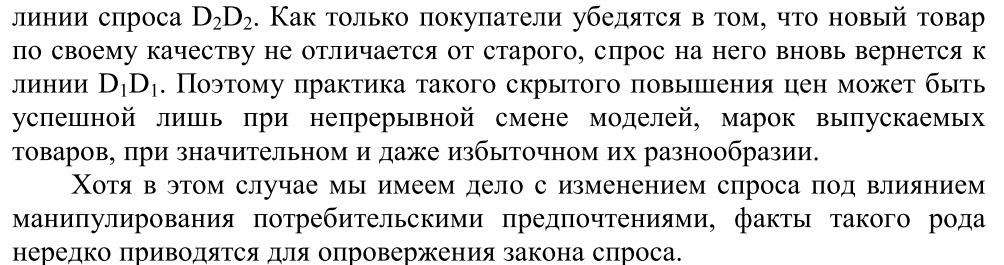 линии спроса D₂D₂. Как только покупатели убедятся в том, что новый товар
по своему качеству не отличается от старого, спрос на него вновь вернется к
линии D₁D₁. Поэтому практика такого скрытого повышения цен может быть
успешной лишь при непрерывной смене моделей, марок выпускаемых
товаров, при значительном и даже избыточном их разнообразии.
Хотя в этом случае мы имеем дело с изменением спроса под влиянием
манипулирования потребительскими предпочтениями, факты такого рода
нередко приводятся для опровержения закона спроса.